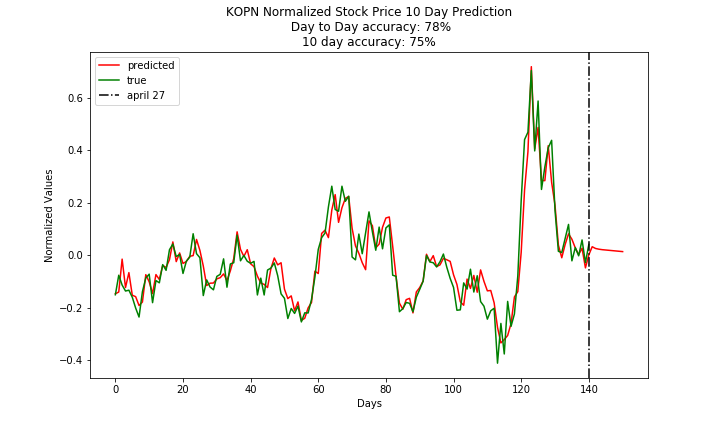 KOPN Normalized Stock Price 10 Day Prediction
Day to Day accuracy: 78%
10 day accuracy: 75%
predicted
true
april 27
Normalized Values
0.6
0.4
0.2
0.0
−0.2
−0.4
0 20 40 60 80 100 120 140
Days